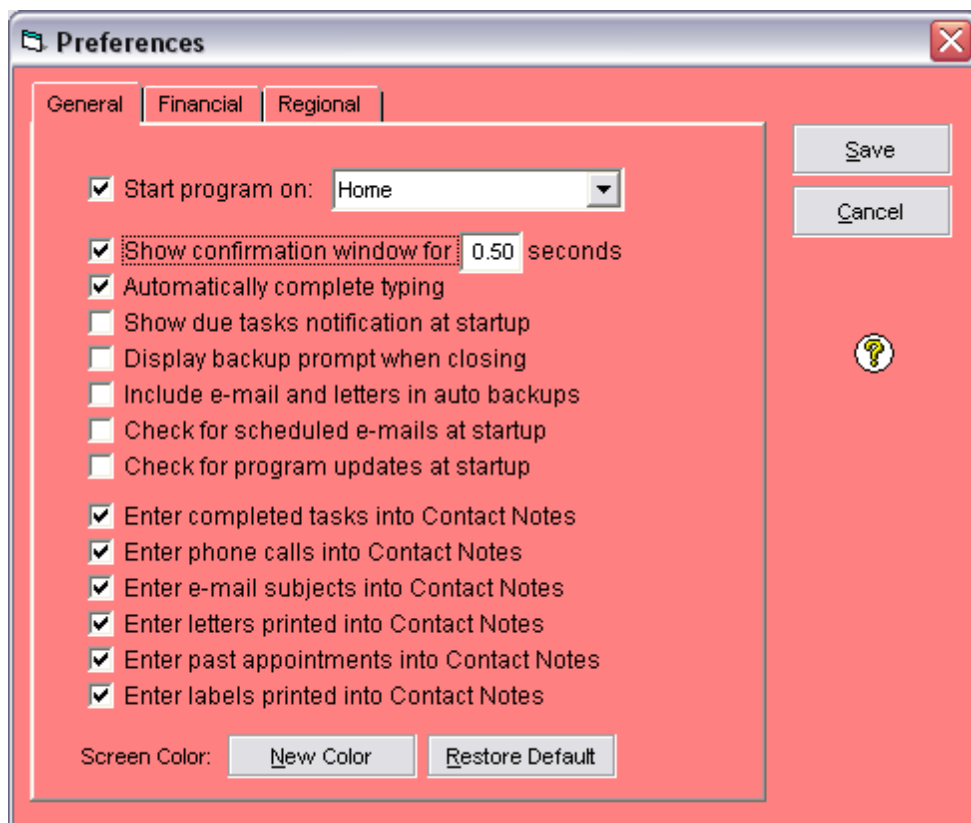 Preferences
General Financial Regional
Save
Start program on: Home
Cancel
Show confirmation window for 0.50 seconds
Automatically complete typing
Show due tasks notification at startup
Display backup prompt when closing
?
Include e-mail and letters in auto backups
Check for scheduled e-mails at startup
Check for program updates at startup
Enter completed tasks into Contact Notes
Enter phone calls into Contact Notes
Enter e-mail subjects into Contact Notes
Enter letters printed into Contact Notes
Enter past appointments into Contact Notes
Enter labels printed into Contact Notes
Screen Color: New Color Restore Default